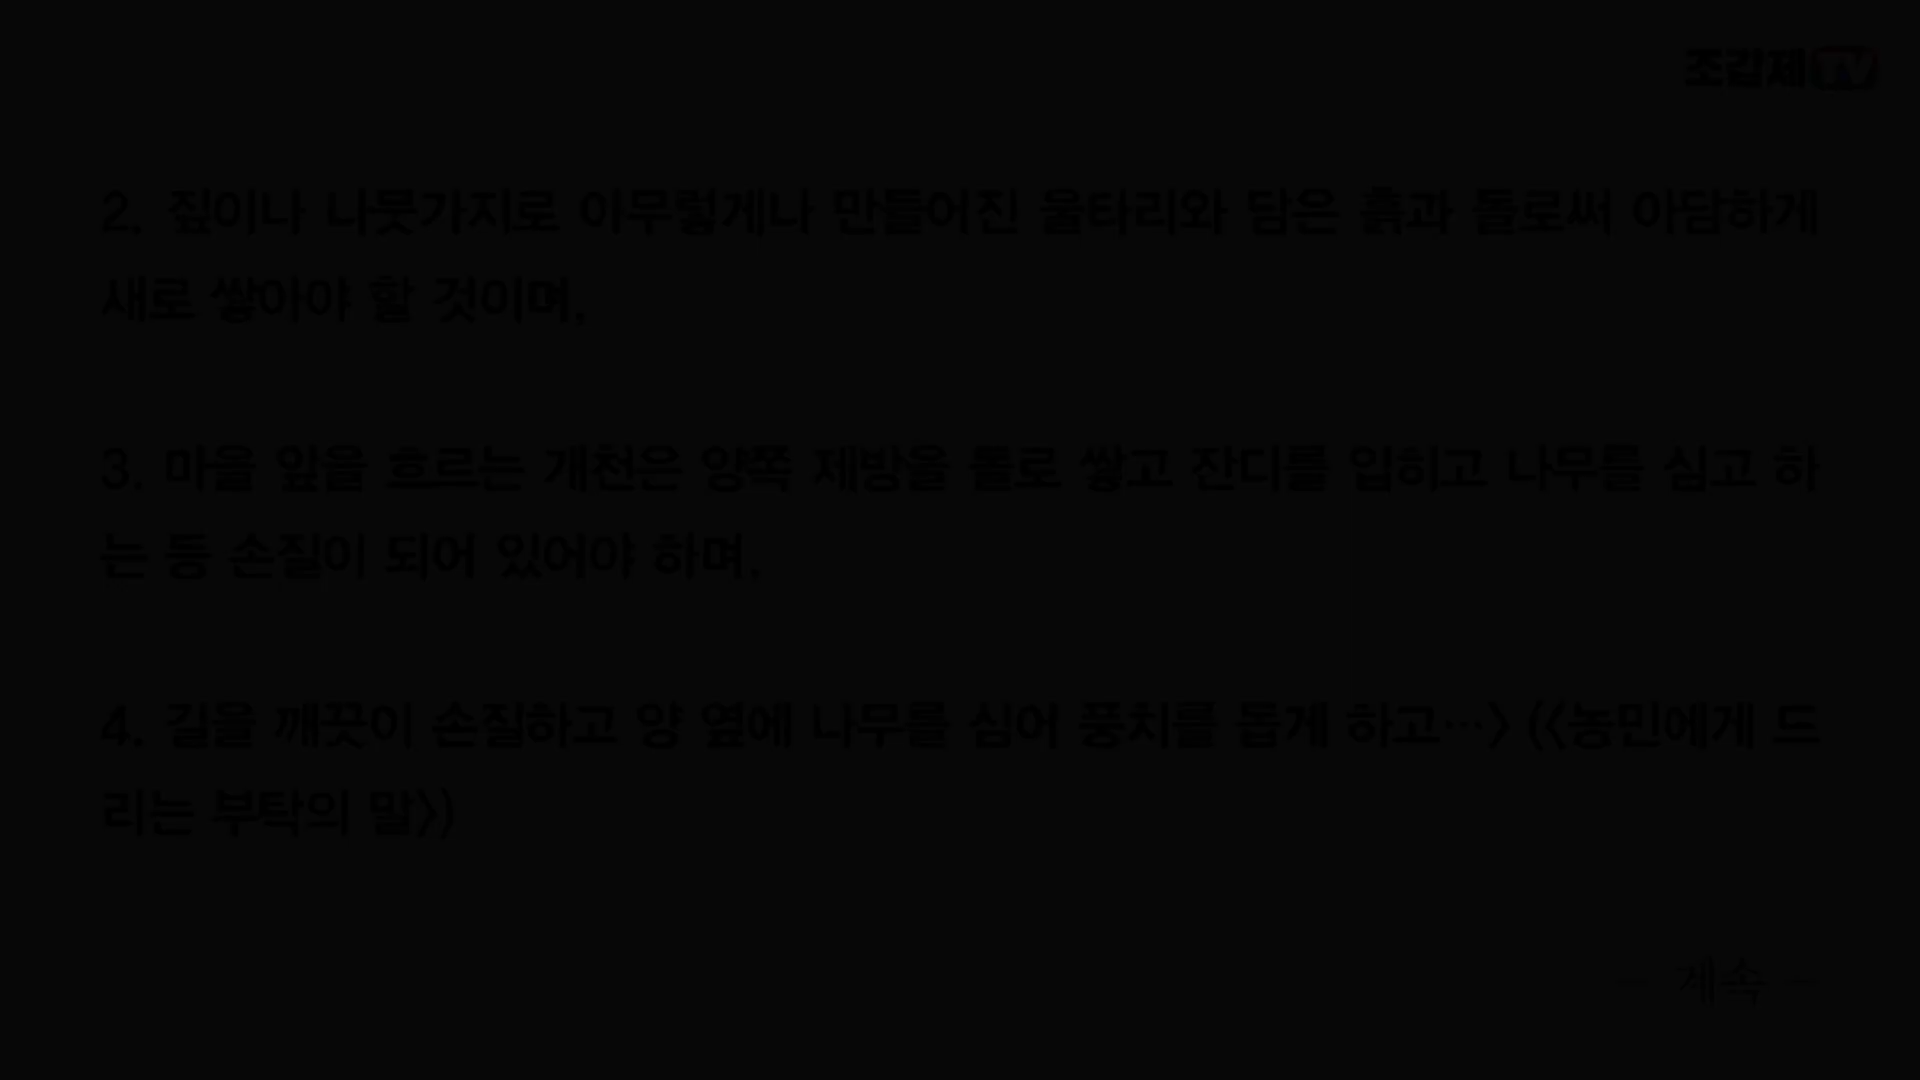 조갑제TV
2. 짚이나 나뭇가지로 아무렇게나 만들어진 울타리와 담은 흙과 돌로써 아담하게
새로 쌓아야 할 것이며,
3. 마을 앞을 흐르는 개천은 양쪽 제방을 돌로 쌓고 잔디를 입히고 나무를 심고 하
는 등 손질이 되어 있어야 하며,
4. 길을 깨끗이 손질하고 양 옆에 나무를 심어 풍치를 돕게 하고…> (<농민에게 드
리는 부탁의 말>)
- 계속 -